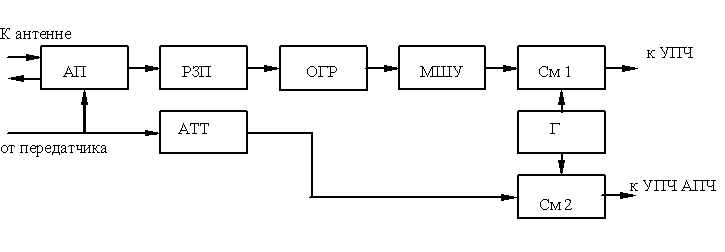 К антенне
АП
РЗП
ОГР
МШУ
См 1
к УПЧ
от передатчика
АТТ
Г
См 2
к УПЧ АПЧ